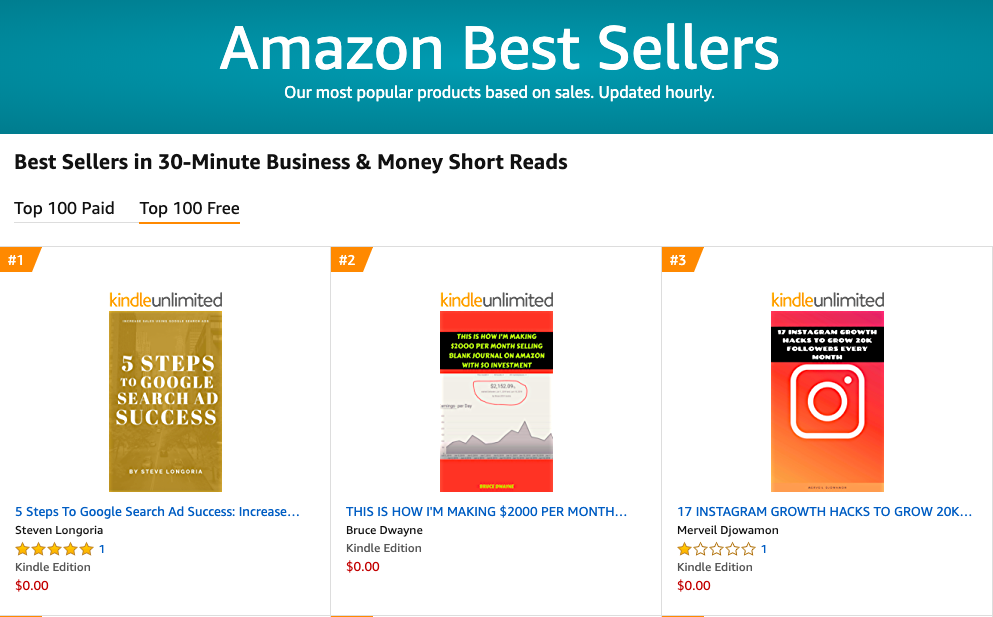 Amazon Best Sellers
Our most popular products based on sales. Updated hourly.
Best Sellers in 30-Minute Business & Money Short Reads
Top 100 Paid
Top 100 Free
#1
kindleunlimited
INCREASE SALES USING GOOGLE SEARCH ADS
5 STEPS
TO GOOGLE
SEARCH AD
SUCCESS
BY STEVE LONGORIA
5 Steps To Google Search Ad Success: Increase…
Steven Longoria
1
Kindle Edition
$0.00
#2
kindleunlimited
THIS IS HOW I'M MAKING
$2000 PER MONTH SELLING
BLANK JOURNAL ON AMAZON
WITH $0 INVESTMENT
BRUCE DWAYNE
THIS IS HOW I'M MAKING $2000 PER MONTH…
Bruce Dwayne
Kindle Edition
$0.00
#3
kindleunlimited
17 INSTAGRAM GROWTH
HACKS TO GROW 20K
FOLLOWERS EVERY
MONTH
MERVEIL DJOWAMON
17 INSTAGRAM GROWTH HACKS TO GROW 20K…
Merveil Djowamon
1
Kindle Edition
$0.00